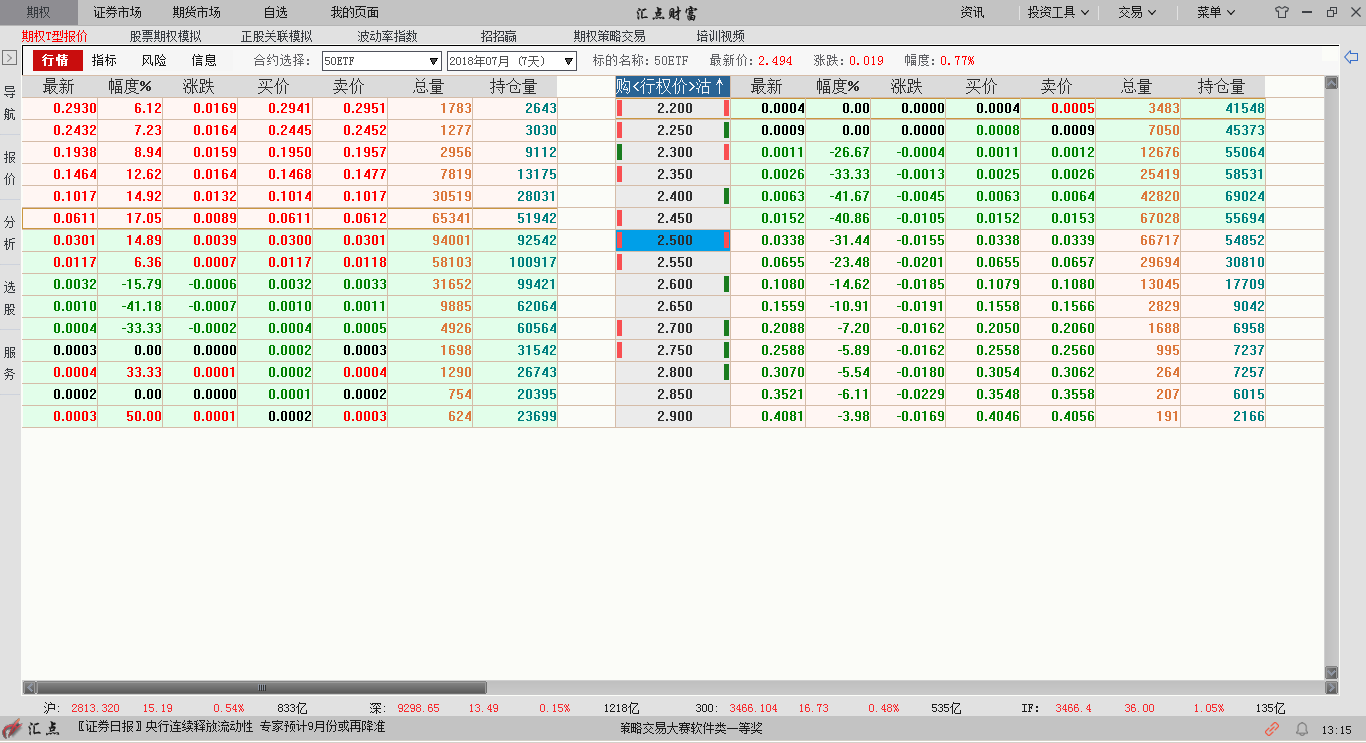 期权 证券市场 期货市场 自选 我的页面 汇点财富 资讯 投资工具 交易 菜单
期权T型报价 股票期权模拟 正股关联模拟 波动率指数 招招赢 期权策略交易 培训视频
行情 指标 风险 信息 合约选择: 50ETF 2018年07月 (7天) 标的名称: 50ETF 最新价: 2.494 涨跌: 0.019 幅度: 0.77%
导航
报价
分析
选股
服务
最新 幅度% 涨跌 买价 卖价 总量 持仓量 购<行权价>沽↑ 最新 幅度% 涨跌 买价 卖价 总量 持仓量
0.2930 6.12 0.0169 0.2941 0.2951 1783 2643 2.200 0.0004 0.00 0.0000 0.0004 0.0005 3483 41548
0.2432 7.23 0.0164 0.2445 0.2452 1277 3030 2.250 0.0009 0.00 0.0000 0.0008 0.0009 7050 45373
0.1938 8.94 0.0159 0.1950 0.1957 2956 9112 2.300 0.0011 -26.67 -0.0004 0.0011 0.0012 12676 55064
0.1464 12.62 0.0164 0.1468 0.1477 7819 13175 2.350 0.0026 -33.33 -0.0013 0.0025 0.0026 25419 58531
0.1017 14.92 0.0132 0.1014 0.1017 30519 28031 2.400 0.0063 -41.67 -0.0045 0.0063 0.0064 42820 69024
0.0611 17.05 0.0089 0.0611 0.0612 65341 51942 2.450 0.0152 -40.86 -0.0105 0.0152 0.0153 67028 55694
0.0301 14.89 0.0039 0.0300 0.0301 94001 92542 2.500 0.0338 -31.44 -0.0155 0.0338 0.0339 66717 54852
0.0117 6.36 0.0007 0.0117 0.0118 58103 100917 2.550 0.0655 -23.48 -0.0201 0.0655 0.0657 29694 30810
0.0032 -15.79 -0.0006 0.0032 0.0033 31652 99421 2.600 0.1080 -14.62 -0.0185 0.1079 0.1080 13045 17709
0.0010 -41.18 -0.0007 0.0010 0.0011 9885 62064 2.650 0.1559 -10.91 -0.0191 0.1558 0.1566 2829 9042
0.0004 -33.33 -0.0002 0.0004 0.0005 4926 60564 2.700 0.2088 -7.20 -0.0162 0.2050 0.2060 1688 6958
0.0003 0.00 0.0000 0.0002 0.0003 1698 31542 2.750 0.2588 -5.89 -0.0162 0.2558 0.2560 995 7237
0.0004 33.33 0.0001 0.0002 0.0004 1290 26743 2.800 0.3070 -5.54 -0.0180 0.3054 0.3062 264 7257
0.0002 0.00 0.0000 0.0001 0.0002 754 20395 2.850 0.3521 -6.11 -0.0229 0.3548 0.3558 207 6015
0.0003 50.00 0.0001 0.0002 0.0003 624 23699 2.900 0.4081 -3.98 -0.0169 0.4046 0.4056 191 2166
沪: 2813.320 15.19 0.54% 833亿 深: 9298.65 13.49 0.15% 1218亿 300: 3466.104 16.73 0.48% 535亿 IF: 3466.4 36.00 1.05% 135亿
汇点 〖证券日报〗央行连续释放流动性 专家预计9月份或再降准 策略交易大赛软件类一等奖 13:15